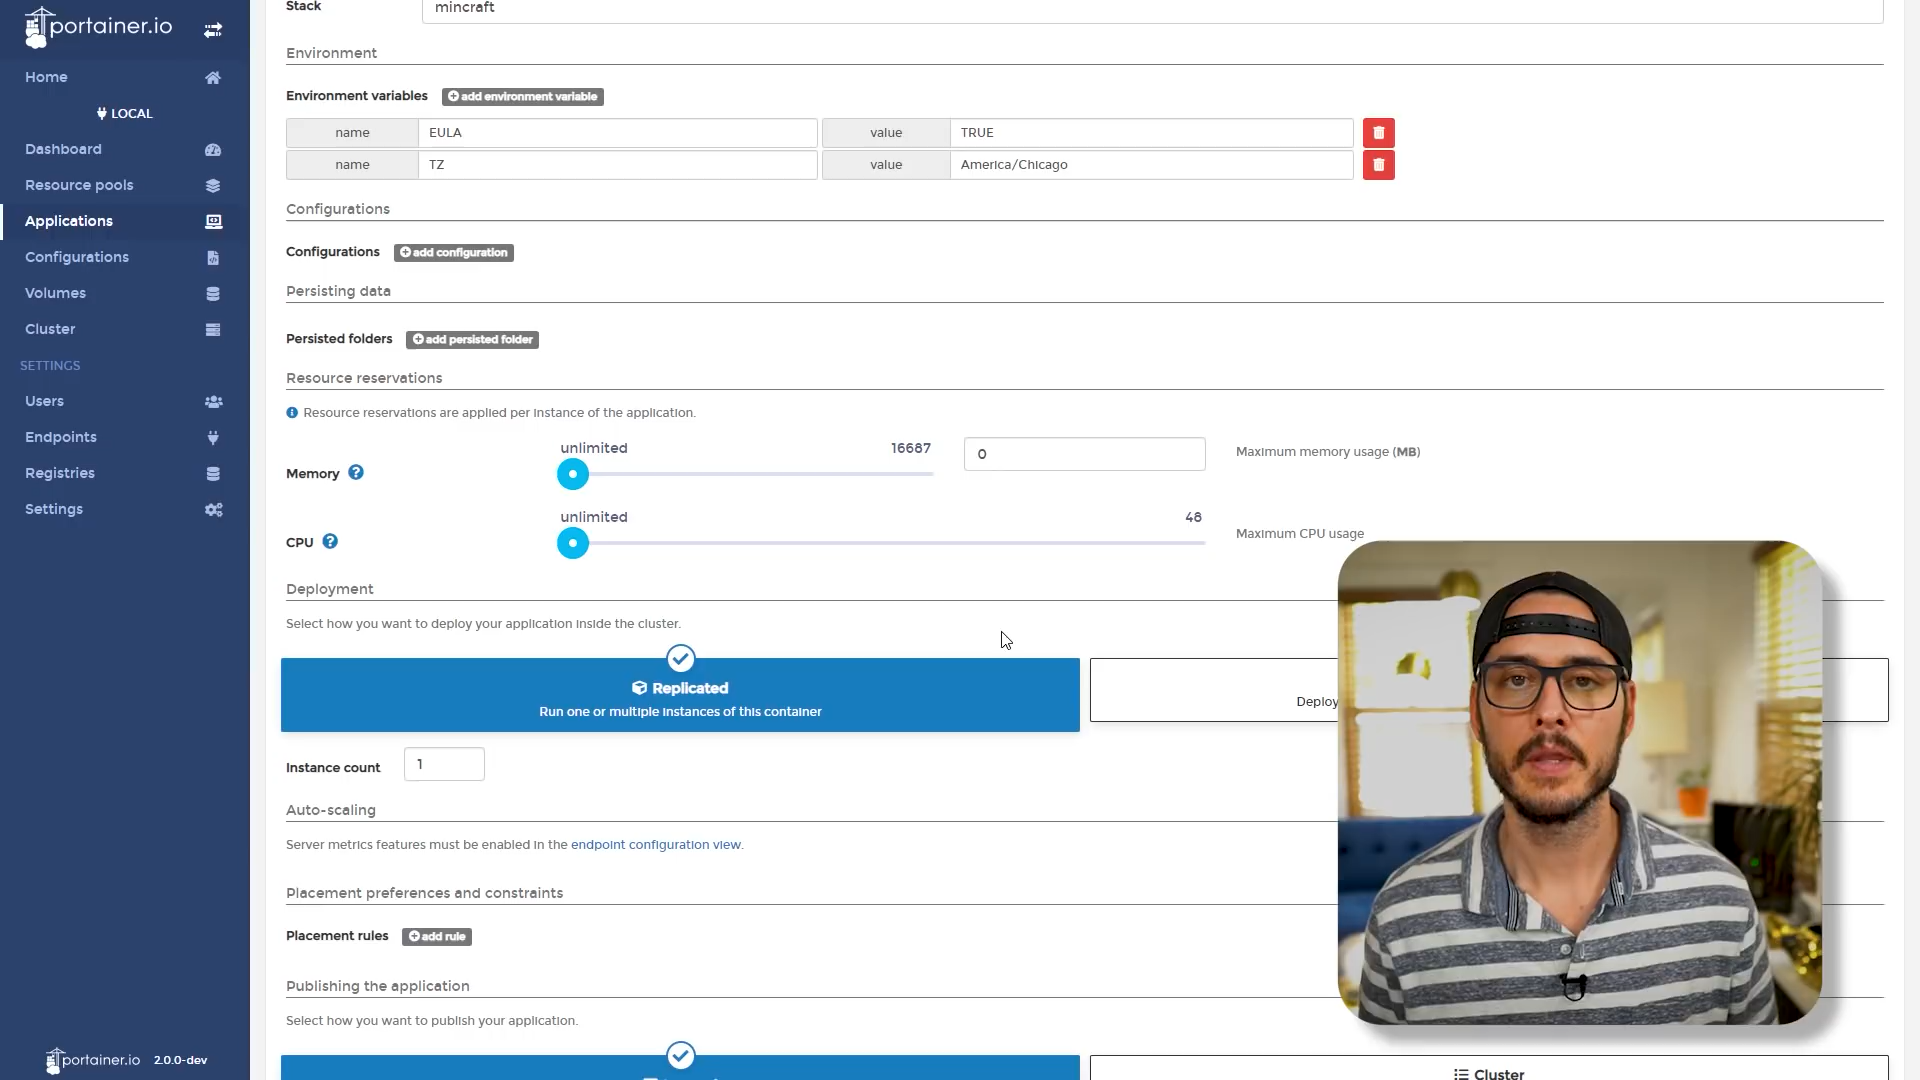 portainer.io
Home
LOCAL
Dashboard
Resource pools
Applications
Configurations
Volumes
Cluster
SETTINGS
Users
Endpoints
Registries
Settings
portainer.io 2.0.0-dev
Stack mincraft
Environment
Environment variables add environment variable
name EULA value TRUE
name TZ value America/Chicago
Configurations
Configurations add configuration
Persisting data
Persisted folders add persisted folder
Resource reservations
Resource reservations are applied per instance of the application.
unlimited 16687
Memory 0 Maximum memory usage (MB)
unlimited 48
CPU Maximum CPU usage
Deployment
Select how you want to deploy your application inside the cluster.
Replicated
Run one or multiple instances of this container
Deploy
Instance count 1
Auto-scaling
Server metrics features must be enabled in the endpoint configuration view.
Placement preferences and constraints
Placement rules add rule
Publishing the application
Select how you want to publish your application.
Cluster